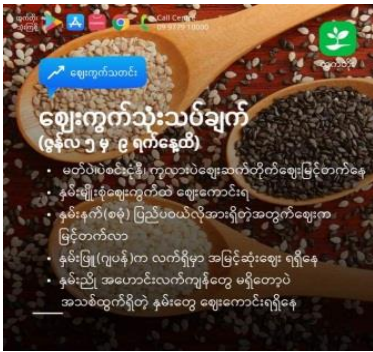 Call Center
ဈေးကွက်သတင်း
ဈေးကွက်သုံးသပ်ချက်
(ဇွန်လ ၅ မှ ၉ ရက်နေ့ထိ)
• မတ်ပဲ၊ပဲစင်းငုံနီ၊ ကုလားပဲဈေးဆက်တိုက်ဈေးမြင့်တက်နေ
• နှမ်းမျိုးစုံဈေးကွက်ထဲ ဈေးကောင်းရ
• နှမ်းနက်(စမုံ) ပြည်ပဝယ်လိုအားရှိတဲ့အတွက်ဈေးက
မြင့်တက်လာ
• နှမ်းဖြူ(ဂျပန်)က လက်ရှိမှာ အမြင့်ဆုံးဈေး ရရှိနေ
• နှမ်းညို အဟောင်းလက်ကျန်တွေ မရှိတော့ပဲ
အသစ်ထွက်ရှိတဲ့ နှမ်းတွေ ဈေးကောင်းရရှိနေ